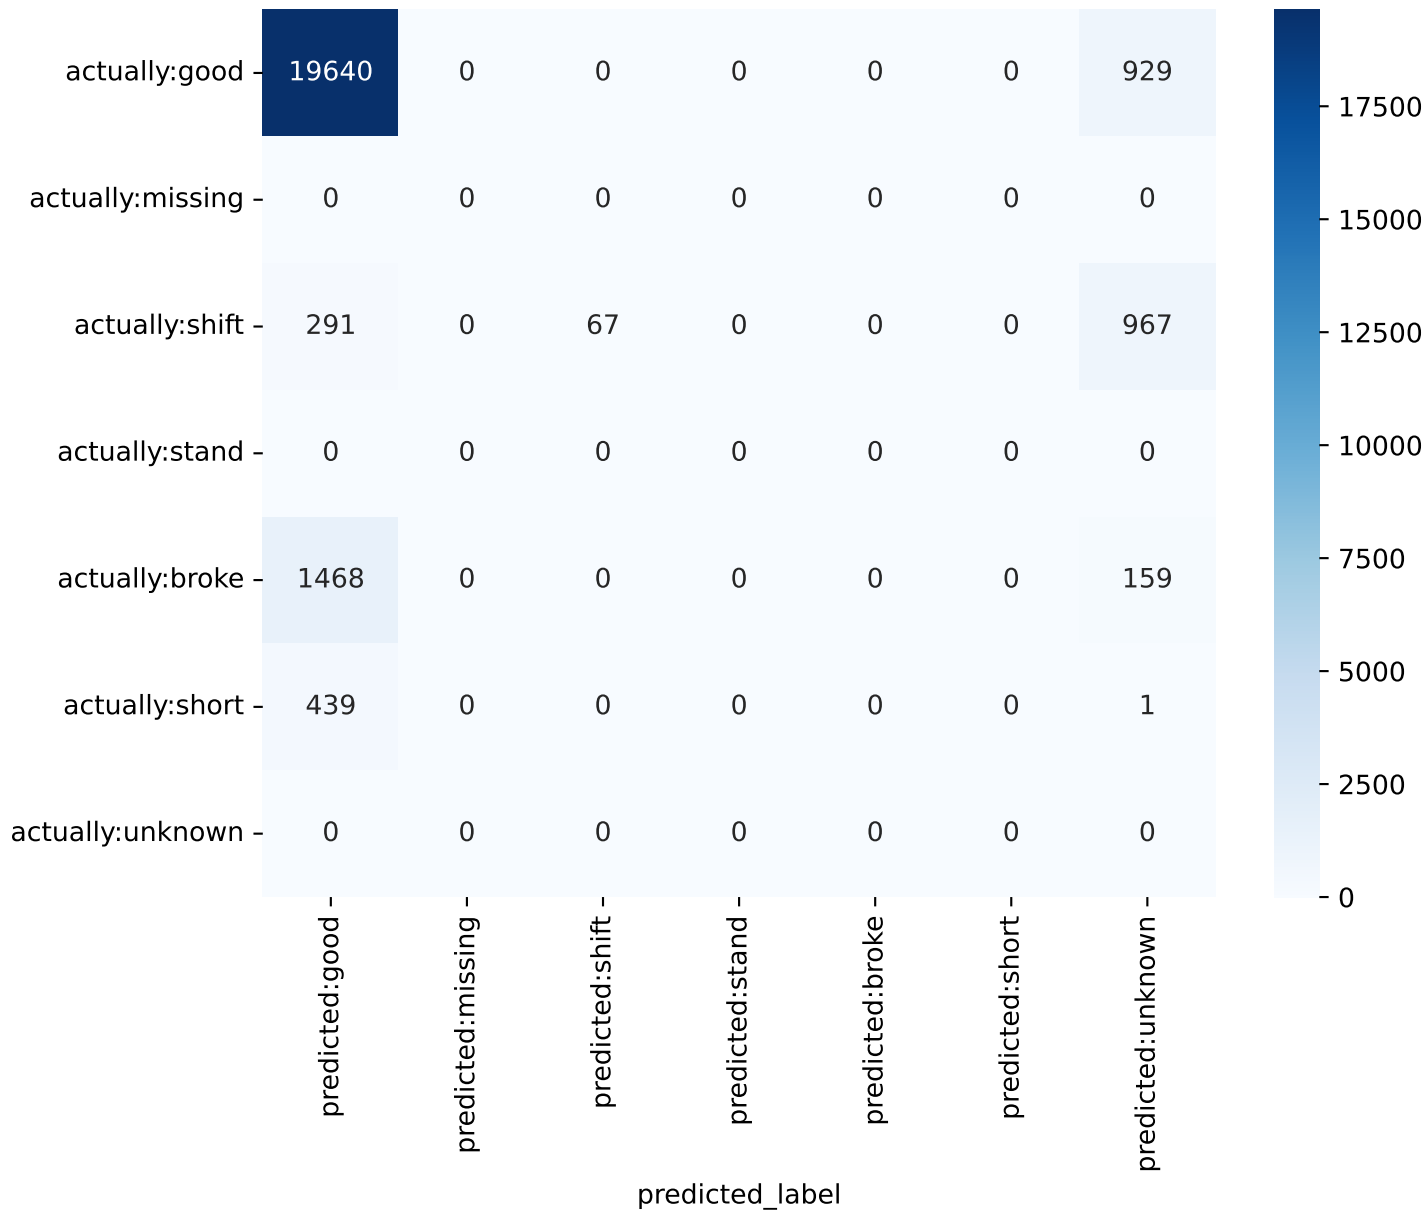 actually:good 19640 0 0 0 0 0 929
actually:missing 0 0 0 0 0 0 0
actually:shift 291 0 67 0 0 0 967
actually:stand 0 0 0 0 0 0 0
actually:broke 1468 0 0 0 0 0 159
actually:short 439 0 0 0 0 0 1
actually:unknown 0 0 0 0 0 0 0
predicted:good
predicted:missing
predicted:shift
predicted:stand
predicted:broke
predicted:short
predicted:unknown
predicted_label
17500
15000
12500
10000
7500
5000
2500
0